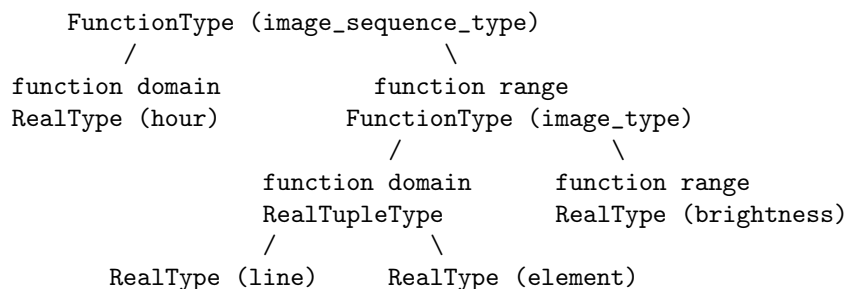 FunctionType (image_sequence_type)
/ \
function domain function range
RealType (hour) FunctionType (image_type)
/ \
function domain function range
RealTupleType RealType (brightness)
/ \
RealType (line) RealType (element)